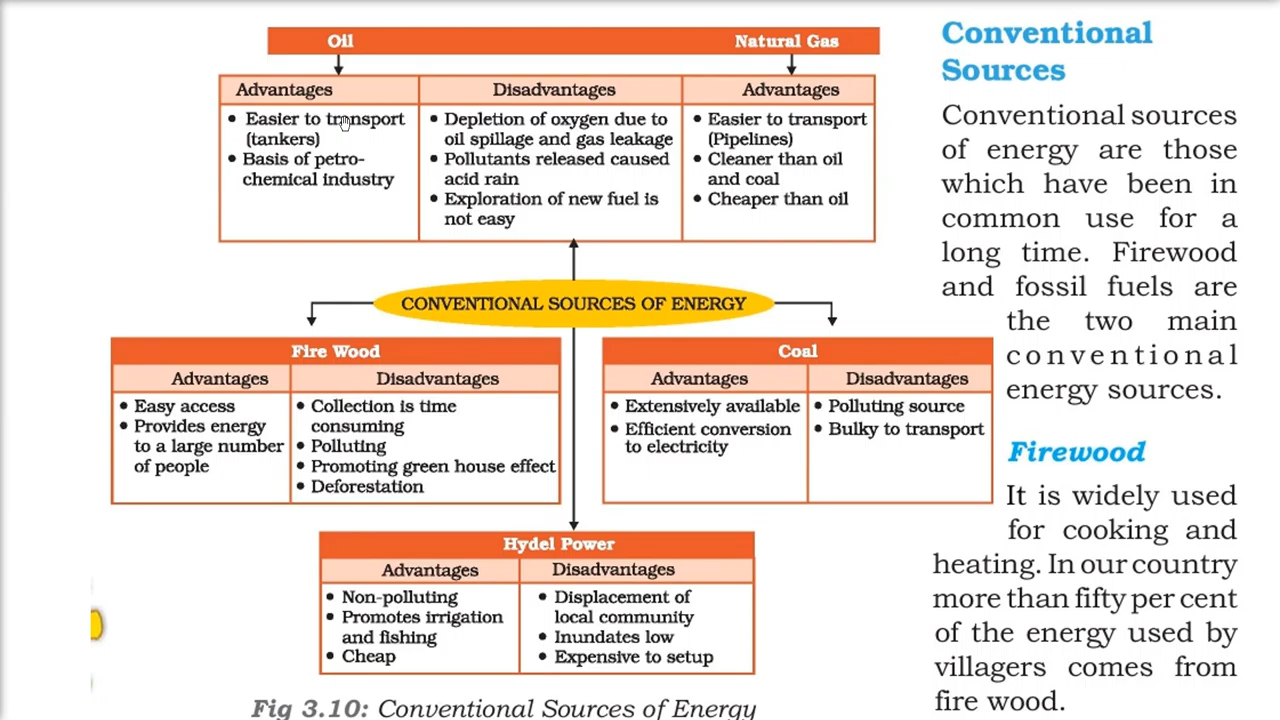 Oil
Natural Gas
Advantages
• Easier to transport
(tankers)
• Basis of petro-
chemical industry
Disadvantages
• Depletion of oxygen due to
oil spillage and gas leakage
• Pollutants released caused
acid rain
• Exploration of new fuel is
not easy
Advantages
• Easier to transport
(Pipelines)
• Cleaner than oil
and coal
• Cheaper than oil
CONVENTIONAL SOURCES OF ENERGY
Fire Wood
Advantages
• Easy access
• Provides energy
to a large number
of people
Disadvantages
• Collection is time
consuming
• Polluting
• Promoting green house effect
• Deforestation
Coal
Advantages
• Extensively available
• Efficient conversion
to electricity
Disadvantages
• Polluting source
• Bulky to transport
Hydel Power
Advantages
• Non-polluting
• Promotes irrigation
and fishing
• Cheap
Disadvantages
• Displacement of
local community
• Inundates low
• Expensive to setup
Fig 3.10: Conventional Sources of Energy
Conventional
Sources
Conventional sources
of energy are those
which have been in
common use for a
long time. Firewood
and fossil fuels are
the two main
conventional
energy sources.
Firewood
It is widely used
for cooking and
heating. In our country
more than fifty per cent
of the energy used by
villagers comes from
fire wood.